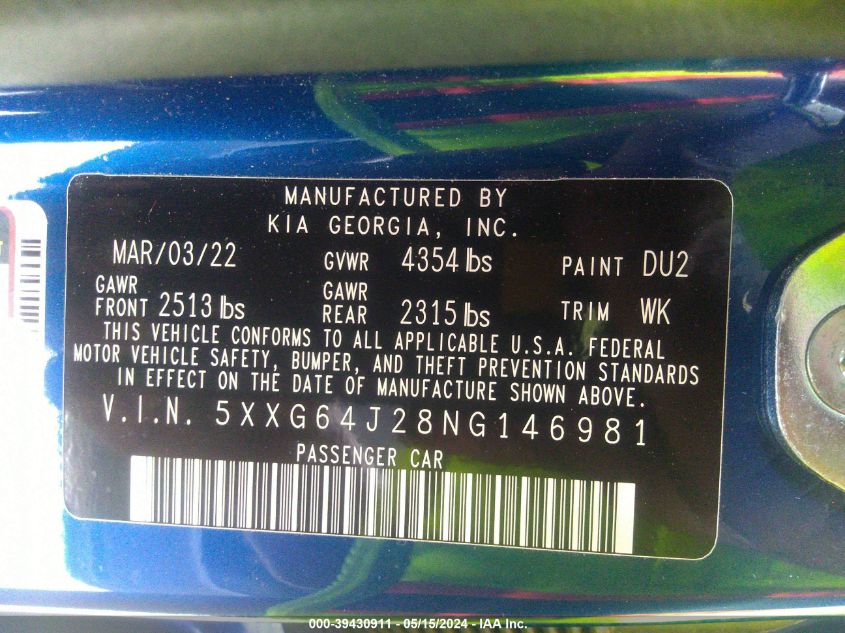 MANUFACTURED BY
KIA GEORGIA, INC.
MAR/03/22 GVWR 4354 lbs PAINT DU2
GAWR FRONT 2513 lbs GAWR REAR 2315 lbs TRIM WK
THIS VEHICLE CONFORMS TO ALL APPLICABLE U.S.A. FEDERAL
MOTOR VEHICLE SAFETY, BUMPER, AND THEFT PREVENTION STANDARDS
IN EFFECT ON THE DATE OF MANUFACTURE SHOWN ABOVE.
V.I.N. 5XXG64J28NG146981
PASSENGER CAR
000-39430911 - 05/15/2024 - IAA Inc.